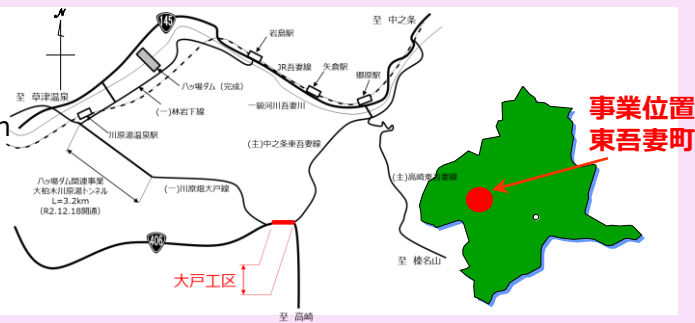 N
145
至 中之条
岩島駅
JR吾妻線
矢倉駅
郷原駅
八ッ場ダム（完成）
至 草津温泉
(一)林岩下線
一級河川吾妻川
m
川原湯温泉駅
(主)中之条東吾妻線
八ッ場ダム関連事業
大柏木川原湯トンネル
L=3.2km
(R2.12.18開通)
(一)川原畑大戸線
(主)高崎東吾妻線
406
至 榛名山
大戸工区
至 高崎
事業位置
東吾妻町